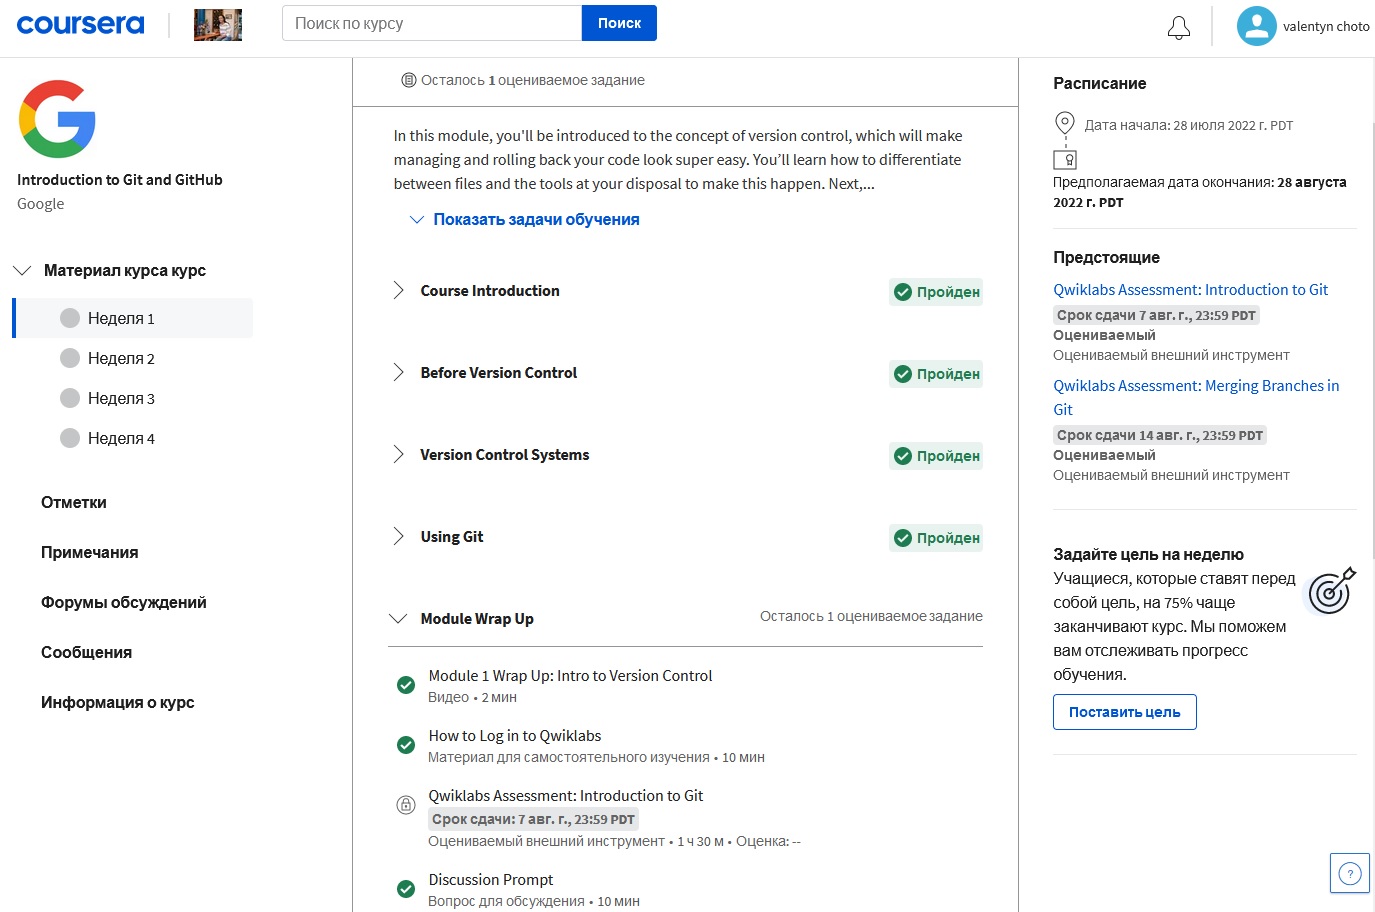 coursera
Поиск по курсу
Поиск
valentyn choto
Introduction to Git and GitHub
Google
Материал курса курс
Неделя 1
Неделя 2
Неделя 3
Неделя 4
Отметки
Примечания
Форумы обсуждений
Сообщения
Информация о курс
Осталось 1 оцениваемое задание
In this module, you'll be introduced to the concept of version control, which will make
managing and rolling back your code look super easy. You’ll learn how to differentiate
between files and the tools at your disposal to make this happen. Next,...
Показать задачи обучения
Course Introduction
Пройден
Before Version Control
Пройден
Version Control Systems
Пройден
Using Git
Пройден
Module Wrap Up
Осталось 1 оцениваемое задание
Module 1 Wrap Up: Intro to Version Control
Видео • 2 мин
How to Log in to Qwiklabs
Материал для самостоятельного изучения • 10 мин
Qwiklabs Assessment: Introduction to Git
Срок сдачи: 7 авг. г., 23:59 PDT
Оцениваемый внешний инструмент • 1 ч 30 м • Оценка: --
Discussion Prompt
Вопрос для обсуждения • 10 мин
Расписание
Дата начала: 28 июля 2022 г. PDT
Предполагаемая дата окончания: 28 августа
2022 г. PDT
Предстоящие
Qwiklabs Assessment: Introduction to Git
Срок сдачи 7 авг. г., 23:59 PDT
Оцениваемый
Оцениваемый внешний инструмент
Qwiklabs Assessment: Merging Branches in
Git
Срок сдачи 14 авг. г., 23:59 PDT
Оцениваемый
Оцениваемый внешний инструмент
Задайте цель на неделю
Учащиеся, которые ставят перед
собой цель, на 75% чаще
заканчивают курс. Мы поможем
вам отслеживать прогресс
обучения.
Поставить цель
?